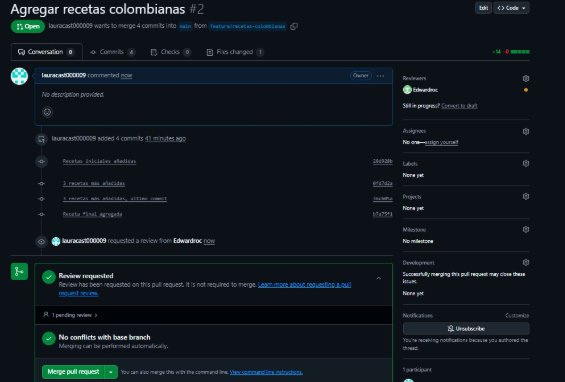 Agregar recetas colombianas #2
Edit
Code
Open
lauracast000009 wants to merge 4 commits into main from feature/recetas-colombianas
Conversation 0
Commits 4
Checks 0
Files changed 1
+14 -0
lauracast000009 commented now
Owner
No description provided.
lauracast000009 added 4 commits 41 minutes ago
Recetas iniciales añadidas
3 recetas más añadidas
3 recetas más añadidas, ultimo commit
Receta final agregada
lauracast000009 requested a review from Edwardroc now
Review requested
Review has been requested on this pull request. It is not required to merge. Learn more about requesting a pull
request review.
1 pending review
No conflicts with base branch
Merging can be performed automatically.
Merge pull request
You can also merge this with the command line. View command line instructions.
Reviewers
Edwardroc
Still in progress? Convert to draft
Assignees
No one—assign yourself
Labels
None yet
Projects
None yet
Milestone
No milestone
Development
Successfully merging this pull request may close these
issues.
None yet
Notifications
Customize
Unsubscribe
You're receiving notifications because you authored the
thread.
1 participant